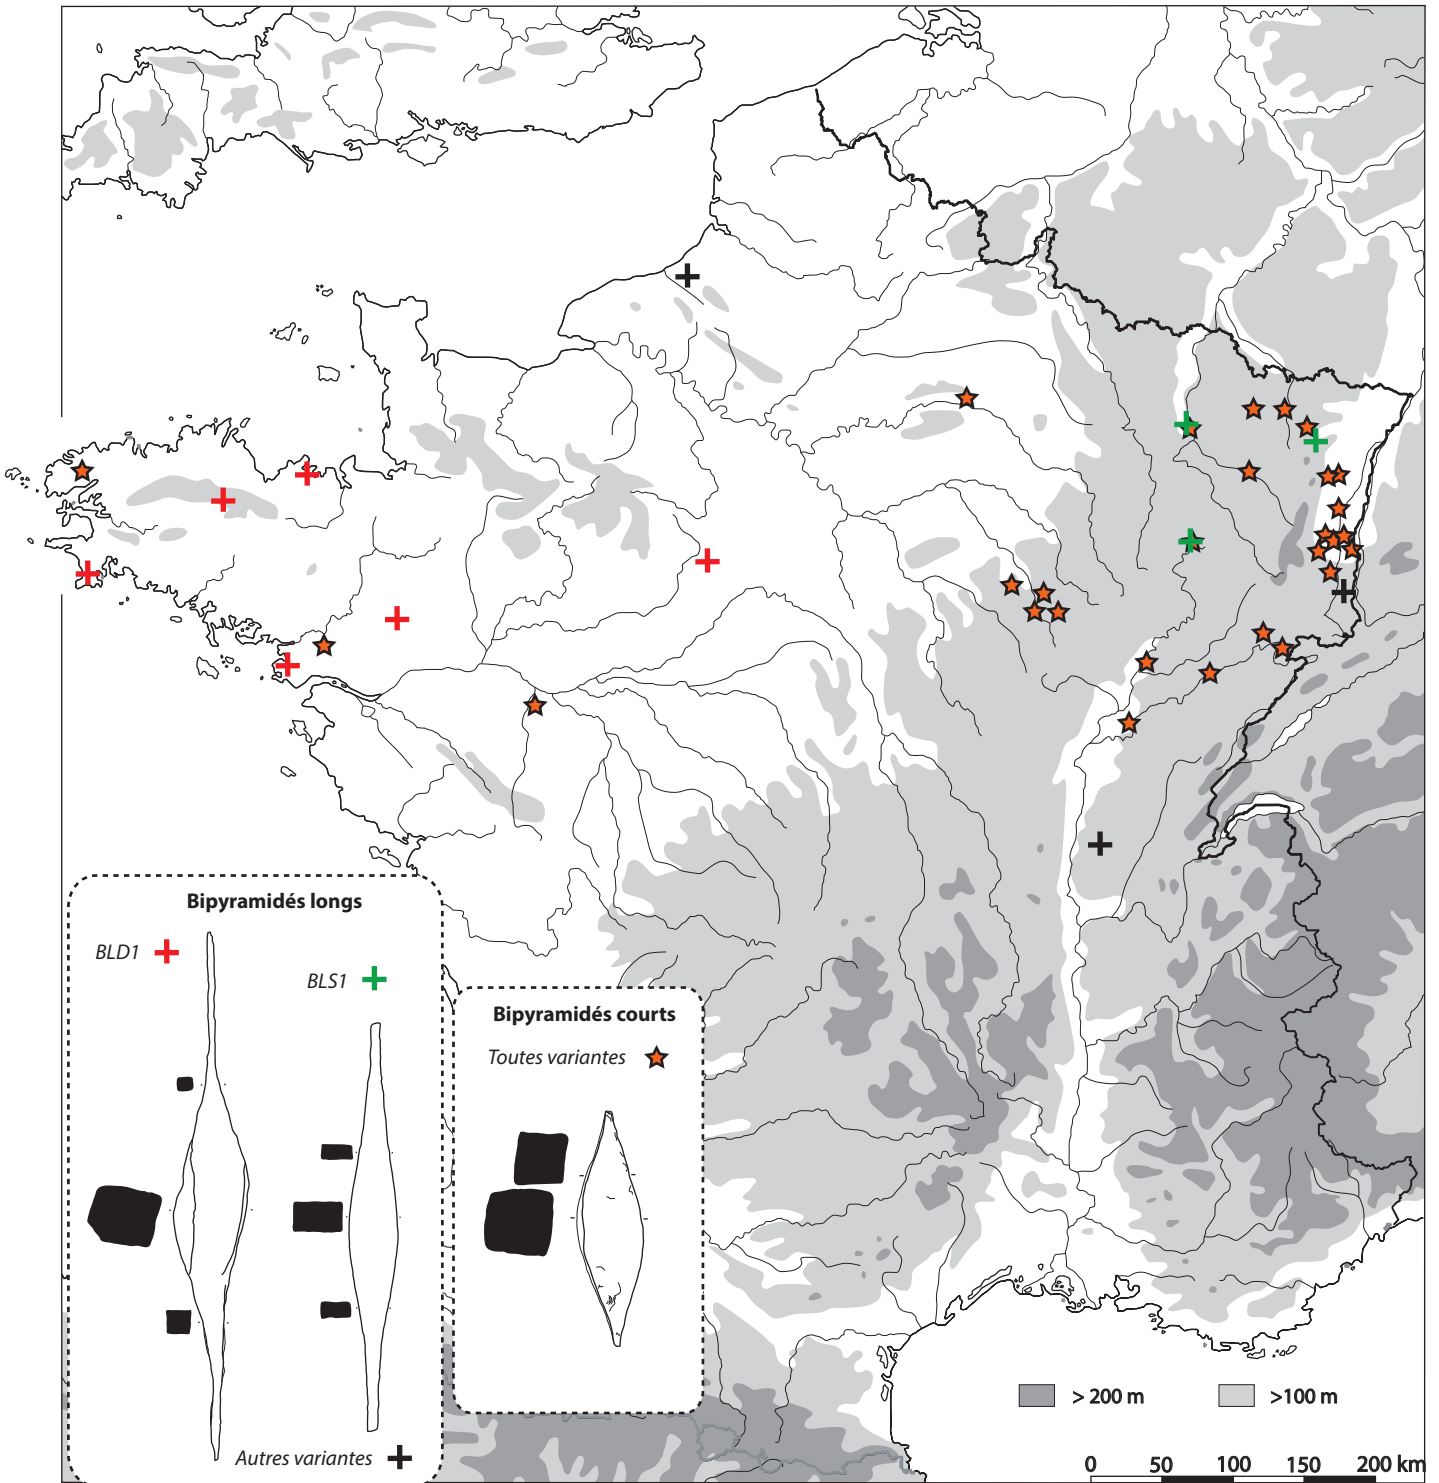 Bipyramidés longs
BLD1
BLS1
Autres variantes
Bipyramidés courts
Toutes variantes
> 200 m
>100 m
0 50 100 150 200 km